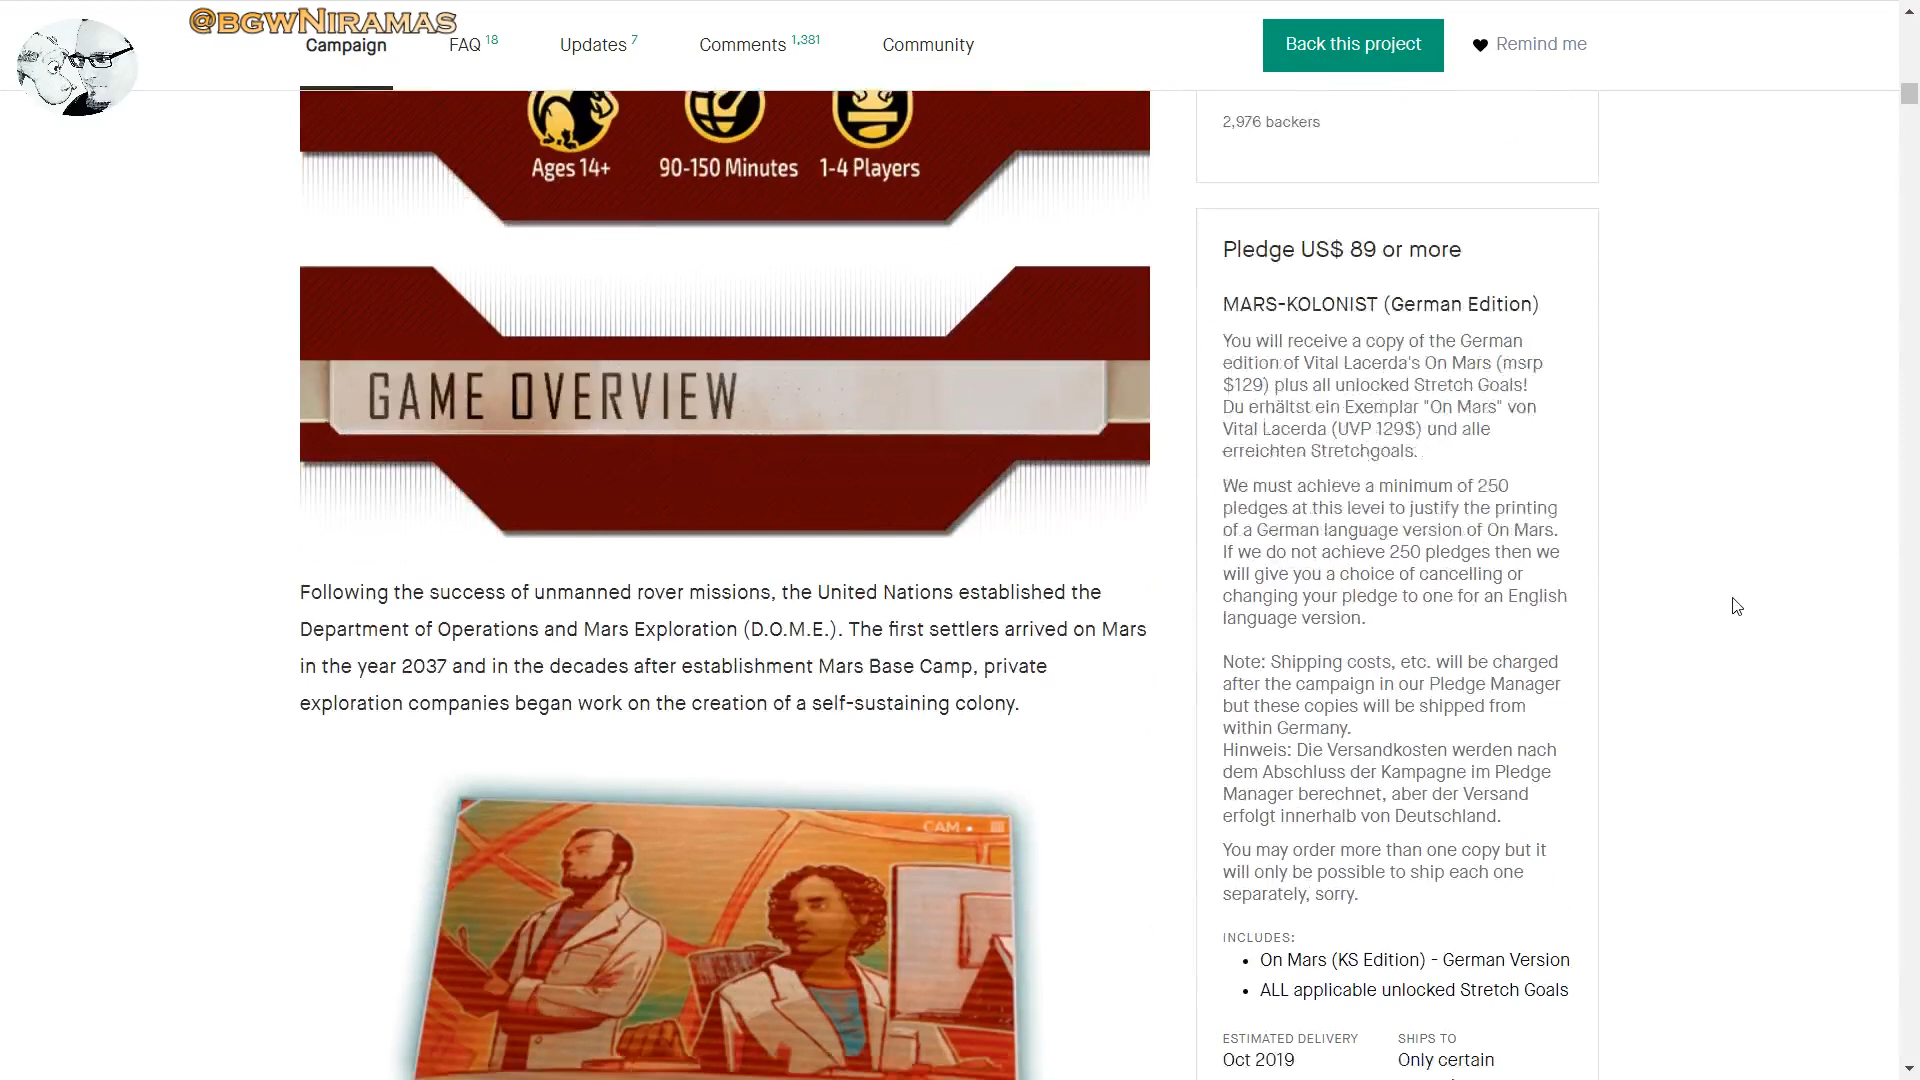 @BGWNIRAMAS
Campaign
FAQ 18
Updates 7
Comments 1,381
Community
Back this project
Remind me
Ages 14+
90-150 Minutes
1-4 Players
GAME OVERVIEW
Following the success of unmanned rover missions, the United Nations established the
Department of Operations and Mars Exploration (D.O.M.E.). The first settlers arrived on Mars
in the year 2037 and in the decades after establishment Mars Base Camp, private
exploration companies began work on the creation of a self-sustaining colony.
CAM
2,976 backers
Pledge US$ 89 or more
MARS-KOLONIST (German Edition)
You will receive a copy of the German
edition of Vital Lacerda's On Mars (msrp
$129) plus all unlocked Stretch Goals!
Du erhältst ein Exemplar "On Mars" von
Vital Lacerda (UVP 129$) und alle
erreichten Stretchgoals.
We must achieve a minimum of 250
pledges at this level to justify the printing
of a German language version of On Mars.
If we do not achieve 250 pledges then we
will give you a choice of cancelling or
changing your pledge to one for an English
language version.
Note: Shipping costs, etc. will be charged
after the campaign in our Pledge Manager
but these copies will be shipped from
within Germany.
Hinweis: Die Versandkosten werden nach
dem Abschluss der Kampagne im Pledge
Manager berechnet, aber der Versand
erfolgt innerhalb von Deutschland.
You may order more than one copy but it
will only be possible to ship each one
separately, sorry.
INCLUDES:
• On Mars (KS Edition) - German Version
• ALL applicable unlocked Stretch Goals
ESTIMATED DELIVERY
Oct 2019
SHIPS TO
Only certain